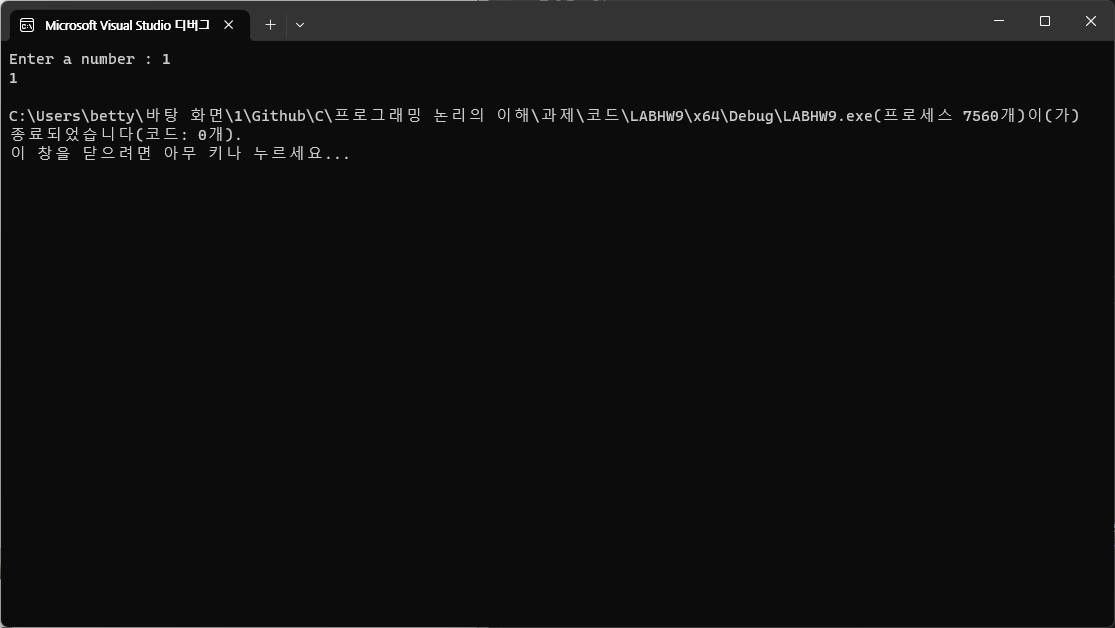 Microsoft Visual Studio 디버그
Enter a number : 1
1
C:\Users\betty\바탕 화면\1\Github\C\프로그래밍 논리의 이해\과제\코드\LABHW9\x64\Debug\LABHW9.exe(프로세스 7560개)이(가)
종료되었습니다(코드: 0개).
이 창을 닫으려면 아무 키나 누르세요...